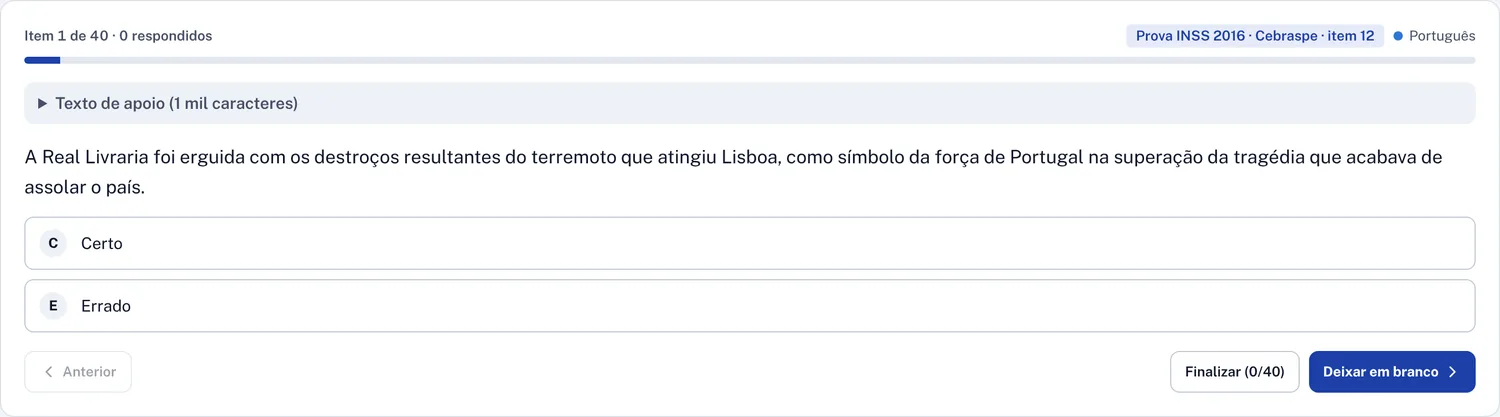 Item 1 de 40 · 0 respondidos
Prova INSS 2016 · Cebraspe · item 12
Português
Texto de apoio (1 mil caracteres)
A Real Livraria foi erguida com os destroços resultantes do terremoto que atingiu Lisboa, como símbolo da força de Portugal na superação da tragédia que acabava de
assolar o país.
C Certo
E Errado
Anterior
Finalizar (0/40)
Deixar em branco